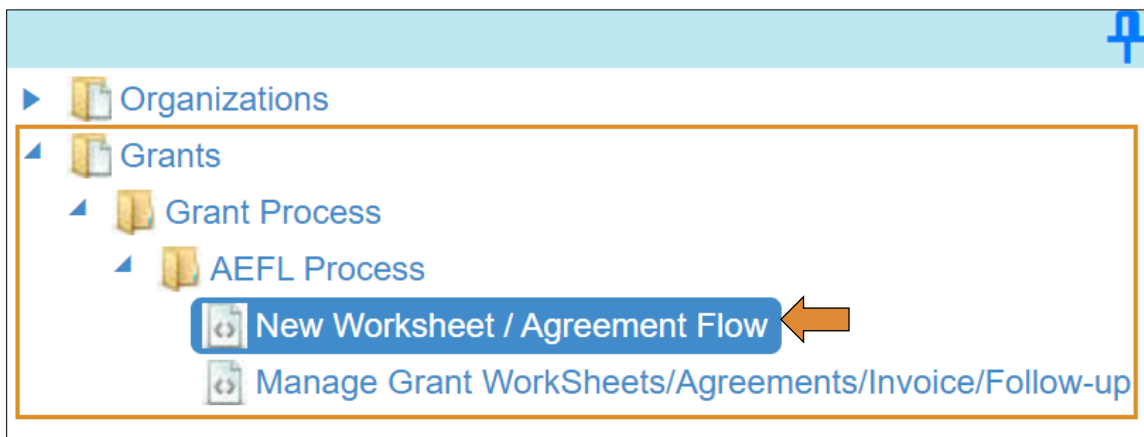 Organizations
Grants
Grant Process
AEFL Process
New Worksheet / Agreement Flow
Manage Grant WorkSheets/Agreements/Invoice/Follow-up